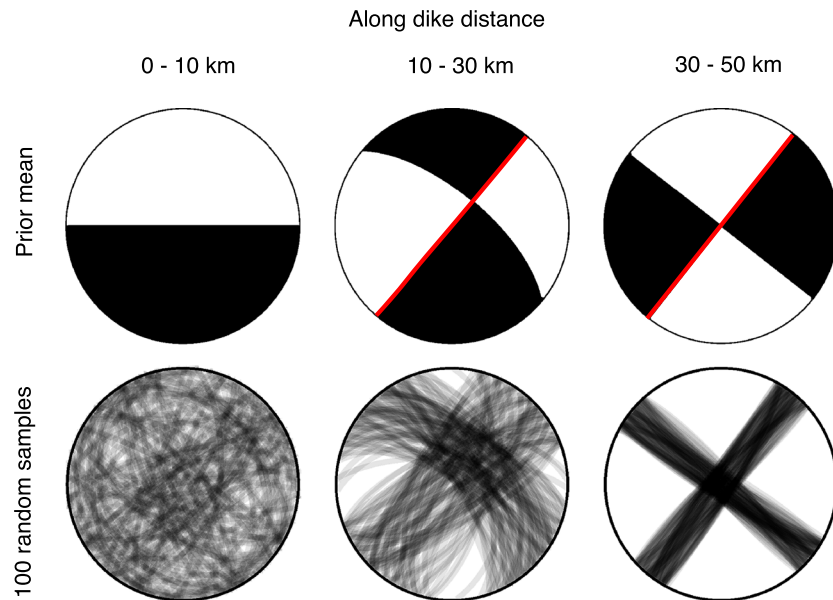 Along dike distance
0 - 10 km
10 - 30 km
30 - 50 km
Prior mean
100 random samples